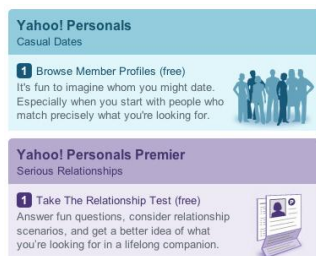 Yahoo! Personals
Casual Dates
1 Browse Member Profiles (free)
It's fun to imagine whom you might date.
Especially when you start with people who
match precisely what you're looking for.
Yahoo! Personals Premier
Serious Relationships
1 Take The Relationship Test (free)
Answer fun questions, consider relationship
scenarios, and get a better idea of what
you're looking for in a lifelong companion.